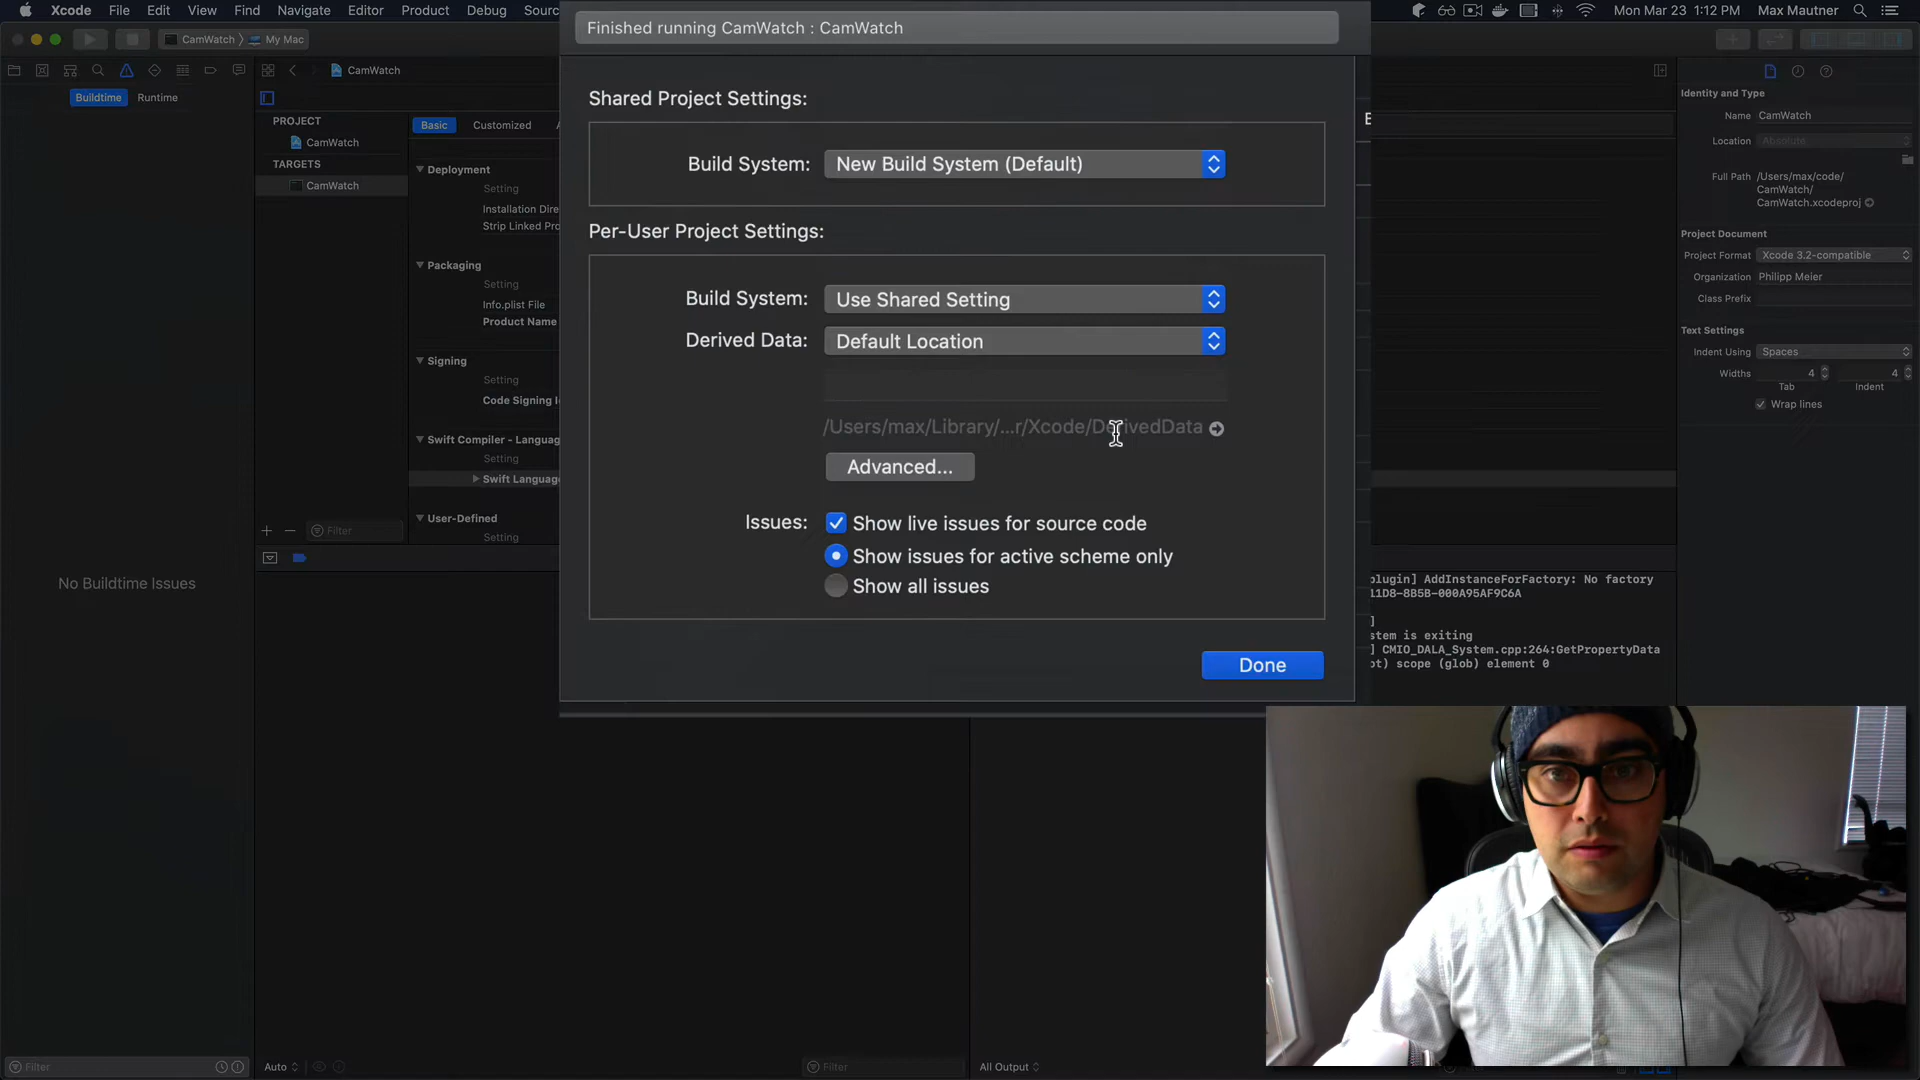 Xcode File Edit View Find Navigate Editor Product Debug Sourc
Mon Mar 23 1:12 PM Max Mautner
CamWatch My Mac
Finished running CamWatch : CamWatch
CamWatch
Buildtime Runtime
PROJECT
CamWatch
TARGETS
CamWatch
Filter
Basic Customized
Deployment
Setting
Installation Dire
Strip Linked Pro
Packaging
Setting
Info.plist File
Product Name
Signing
Setting
Code Signing I
Swift Compiler - Languag
Setting
Swift Languag
User-Defined
Setting
No Buildtime Issues
Shared Project Settings:
Build System: New Build System (Default)
Per-User Project Settings:
Build System: Use Shared Setting
Derived Data: Default Location
/Users/max/Library/...r/Xcode/DerivedData
Advanced...
Issues: Show live issues for source code
Show issues for active scheme only
Show all issues
Done
Identity and Type
Name CamWatch
Location Absolute
Full Path /Users/max/code/
CamWatch/
CamWatch.xcodeproj
Project Document
Project Format Xcode 3.2-compatible
Organization Philipp Meier
Class Prefix
Text Settings
Indent Using Spaces
Widths 4 4
Tab Indent
Wrap lines
plugin] AddInstanceForFactory: No factory
11D8-8B5B-000A95AF9C6A
]
stem is exiting
] CMIO_DALA_System.cpp:264:GetPropertyData
ot) scope (glob) element 0
Filter
Auto
Filter
All Output